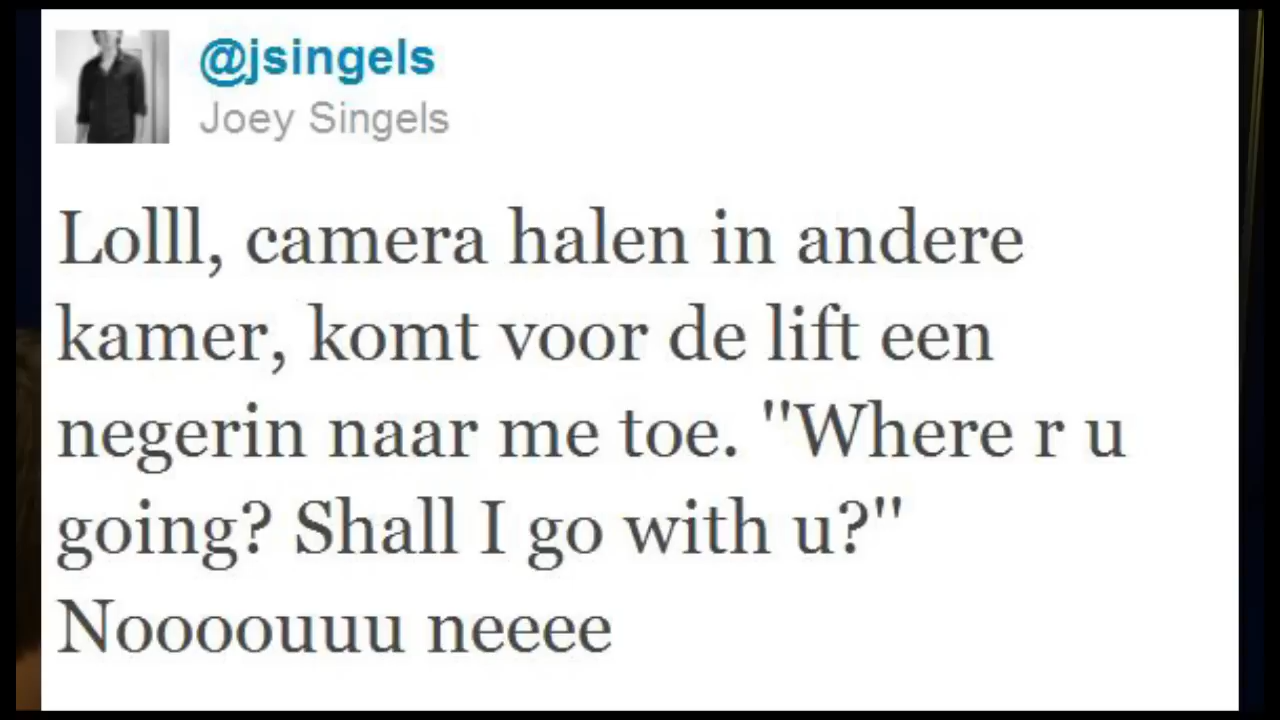 @jsingels
Joey Singels
Lolll, camera halen in andere
kamer, komt voor de lift een
negerin naar me toe. "Where r u
going? Shall I go with u?"
Noooouuu neeee